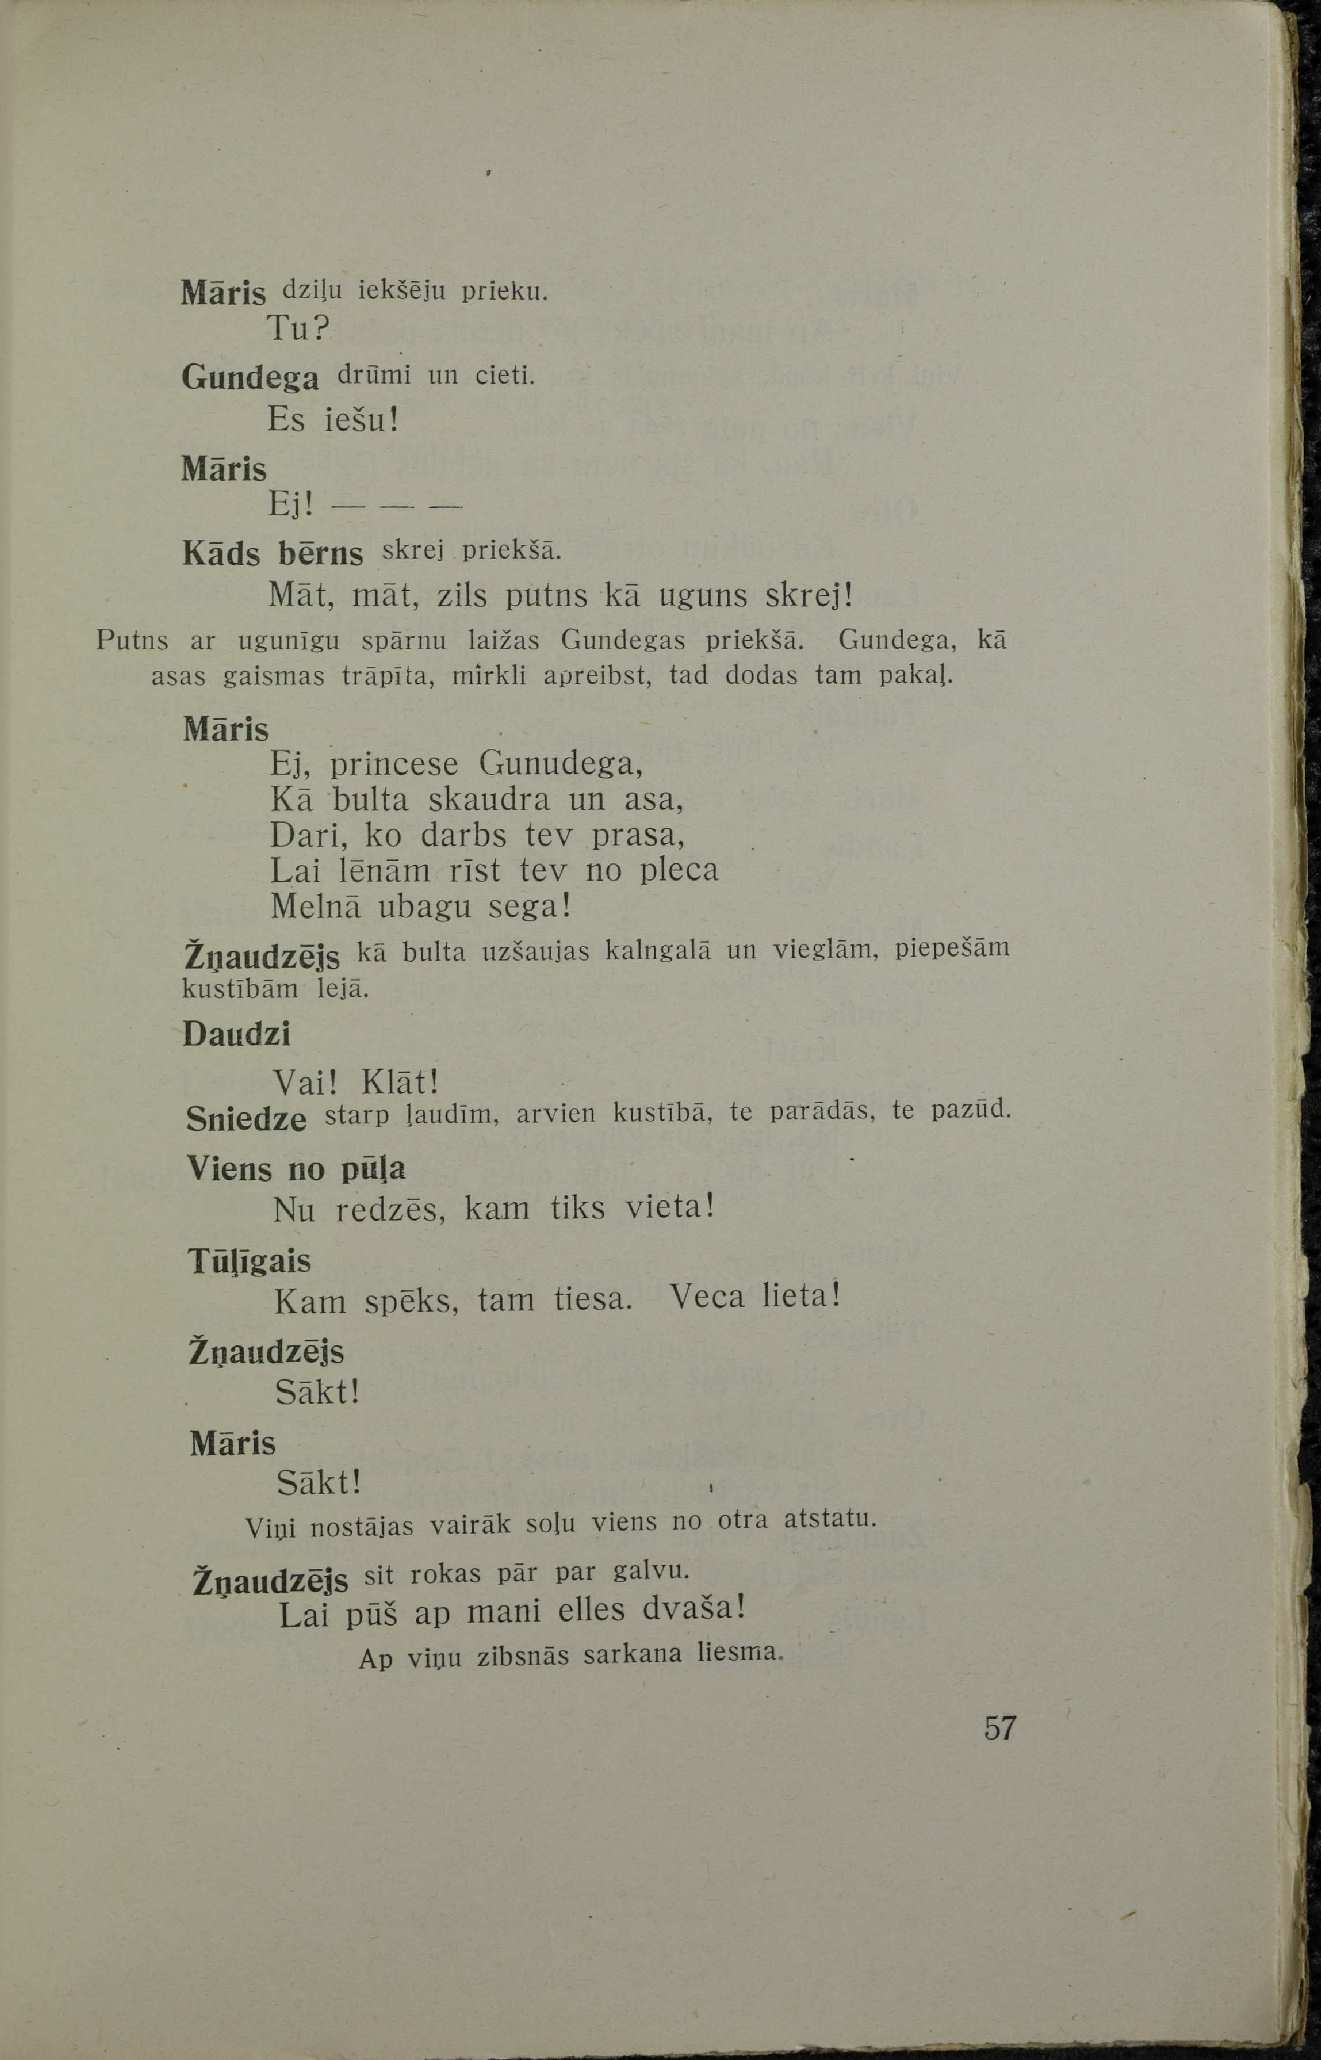 Māris dziļu iekšēju prieku.
Tu?
Gundega drūmi un cieti.
Es iešu!
Māris
Ej! — — —
Kāds bērns skrej priekšā.
Māt, māt, zils putns kā uguns skrej!
Putns ar ugunīgu spārnu laižas Gundegas priekšā. Gundega, kā
asas gaismas trāpīta, mirkli apreibst, tad dodas tam pakaļ.
Māris
Ej, princese Gunudega,
Kā bulta skaudra un asa,
Dari, ko darbs tev prasa,
Lai lēnām rīst tev no pleca
Melnā ubagu sega!
Žņaudzējs kā bulta uzšaujas kalngalā un vieglām, piepešām
kustībām lejā.
Daudzi
Vai! Klāt!
Sniedze starp ļaudīm, arvien kustībā, te parādās, te pazūd.
Viens no pūļa
Nu redzēs, kam tiks vieta!
Tūļīgais
Kam spēks, tam tiesa. Veca lieta!
Žņaudzējs
Sākt!
Māris
Sākt!
Viņi nostājas vairāk soļu viens no otra atstatu.
Žņaudzējs sit rokas pār par galvu.
Lai pūš ap mani elles dvaša!
Ap viņu zibsnās sarkana liesma.
57